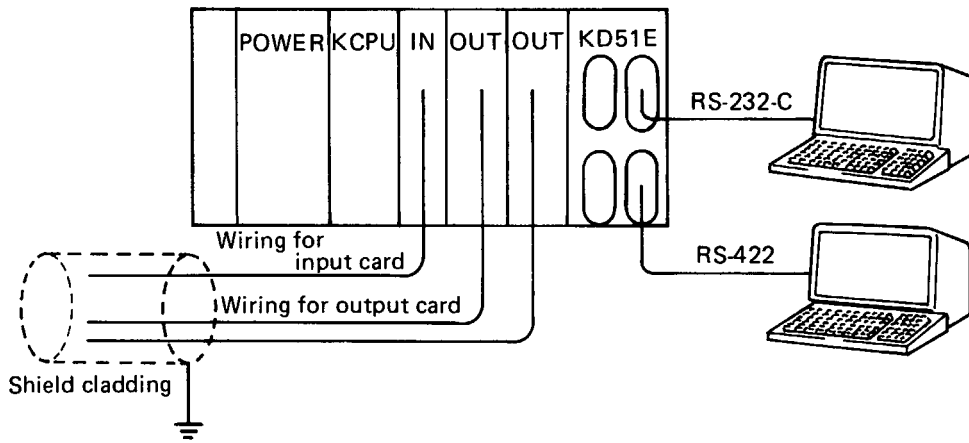 POWER KCPU IN OUT OUT KD51E
RS-232-C
Wiring for
input card
RS-422
Wiring for output card
Shield cladding